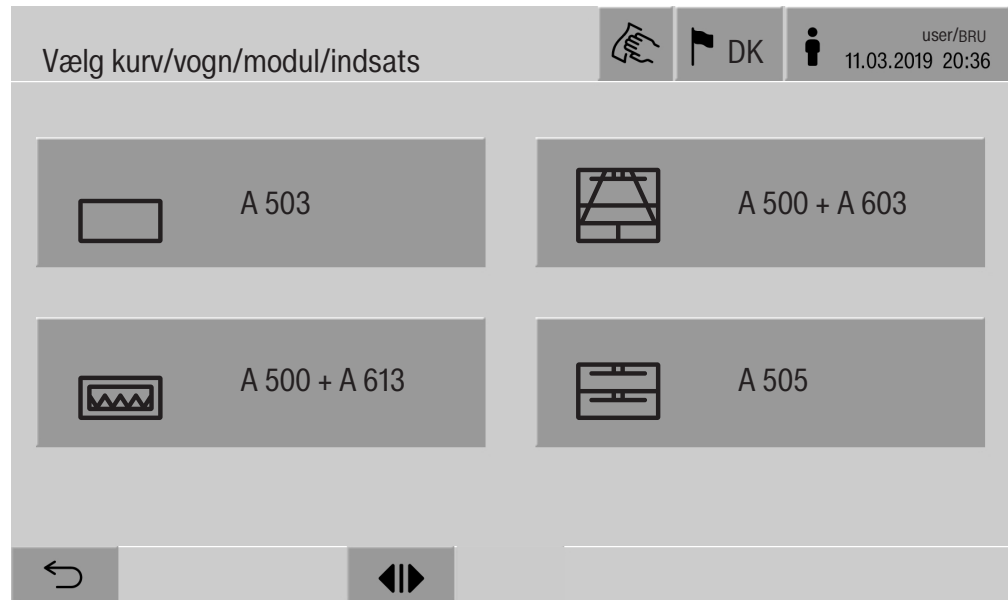 Vælg kurv/vogn/modul/indsats
DK
user/BRU
11.03.2019 20:36
A 503
A 500 + A 603
A 500 + A 613
A 505